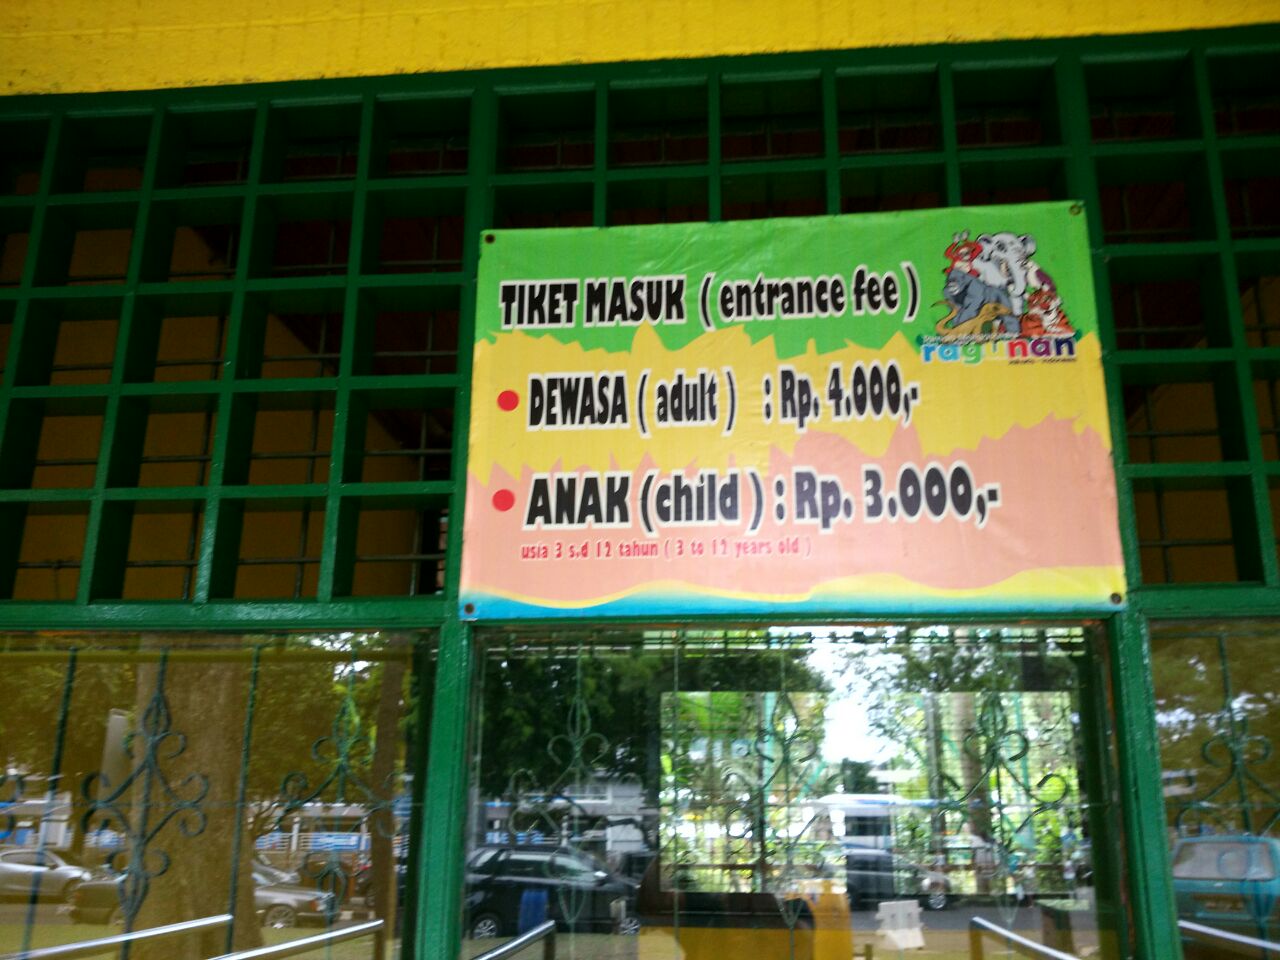 TIKET MASUK ( entrance fee )
ragunan
• DEWASA ( adult ) : Rp. 4.000,-
• ANAK ( child ) : Rp. 3.000,-
usia 3 s.d 12 tahun ( 3 to 12 years old )